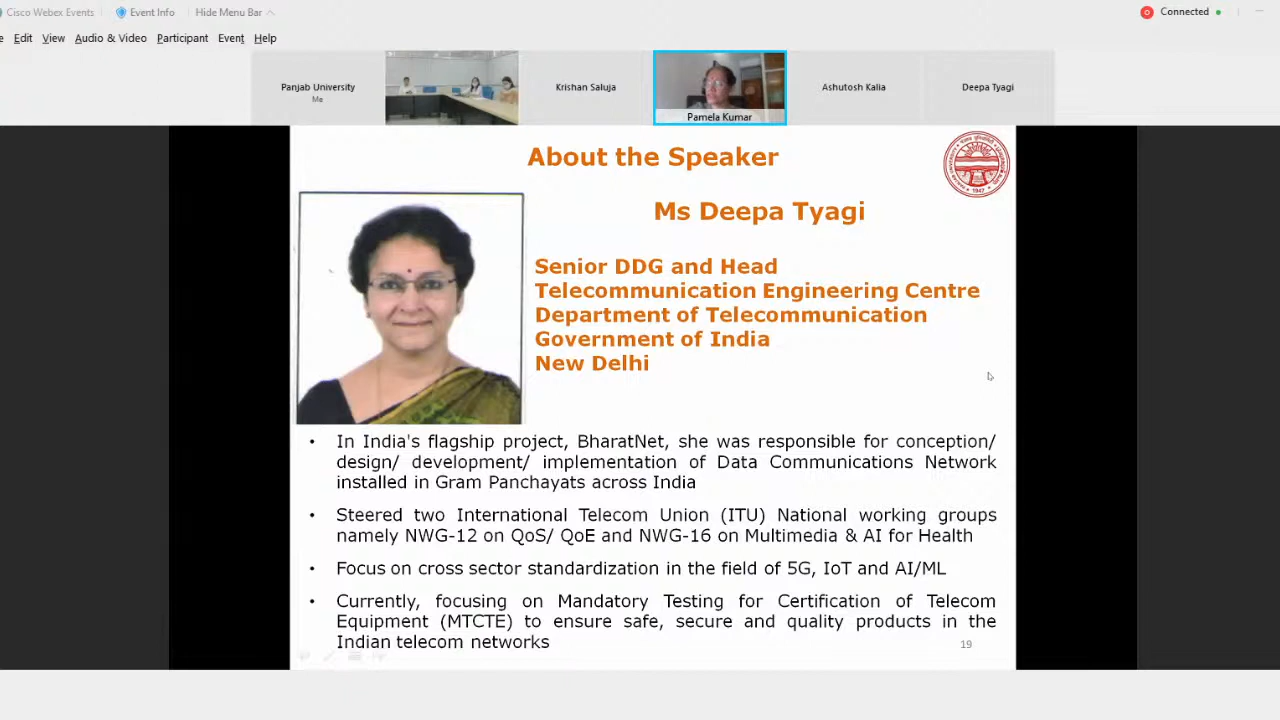 Cisco Webex Events Event Info Hide Menu Bar Connected
Edit View Audio & Video Participant Event Help
Panjab University Krishan Saluja Ashutosh Kalia Deepa Tyagi
Me
Pamela Kumar
About the Speaker
1947
Ms Deepa Tyagi
Senior DDG and Head
Telecommunication Engineering Centre
Department of Telecommunication
Government of India
New Delhi
• In India's flagship project, BharatNet, she was responsible for conception/
design/ development/ implementation of Data Communications Network
installed in Gram Panchayats across India
• Steered two International Telecom Union (ITU) National working groups
namely NWG-12 on QoS/ QoE and NWG-16 on Multimedia & AI for Health
• Focus on cross sector standardization in the field of 5G, IoT and AI/ML
• Currently, focusing on Mandatory Testing for Certification of Telecom
Equipment (MTCTE) to ensure safe, secure and quality products in the
Indian telecom networks
19